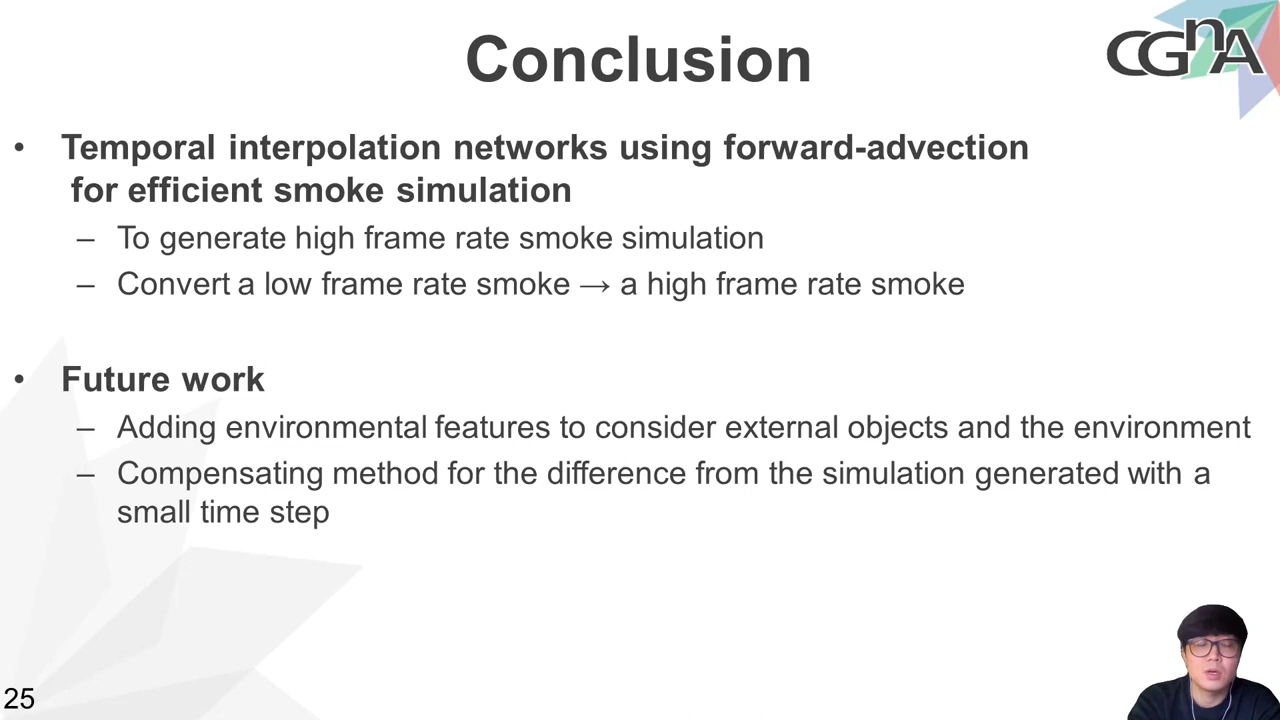 Conclusion
CGnA
• Temporal interpolation networks using forward-advection
for efficient smoke simulation
– To generate high frame rate smoke simulation
– Convert a low frame rate smoke → a high frame rate smoke
• Future work
– Adding environmental features to consider external objects and the environment
– Compensating method for the difference from the simulation generated with a
small time step
25